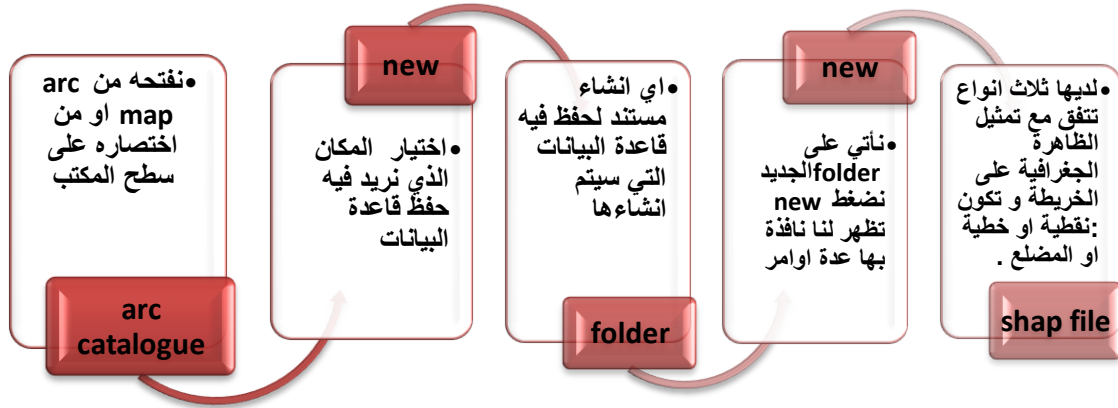 •نفتحه من arc
map او من
اختصاره على
سطح المكتب
arc
catalogue
new
•اختيار المكان
الذي نريد فيه
حفظ قاعدة
البيانات
•اي انشاء
مستند لحفظ فيه
قاعدة البيانات
التي سيتم
انشاءها
folder
new
•نأتي على
folderالجديد
نضغط new
تظهر لنا نافذة
بها عدة اوامر
•لديها ثلاث انواع
تتفق مع تمثيل
الظاهرة
الجغرافية على
الخريطة و تكون
:نقطية او خطية
او المضلع .
shap file